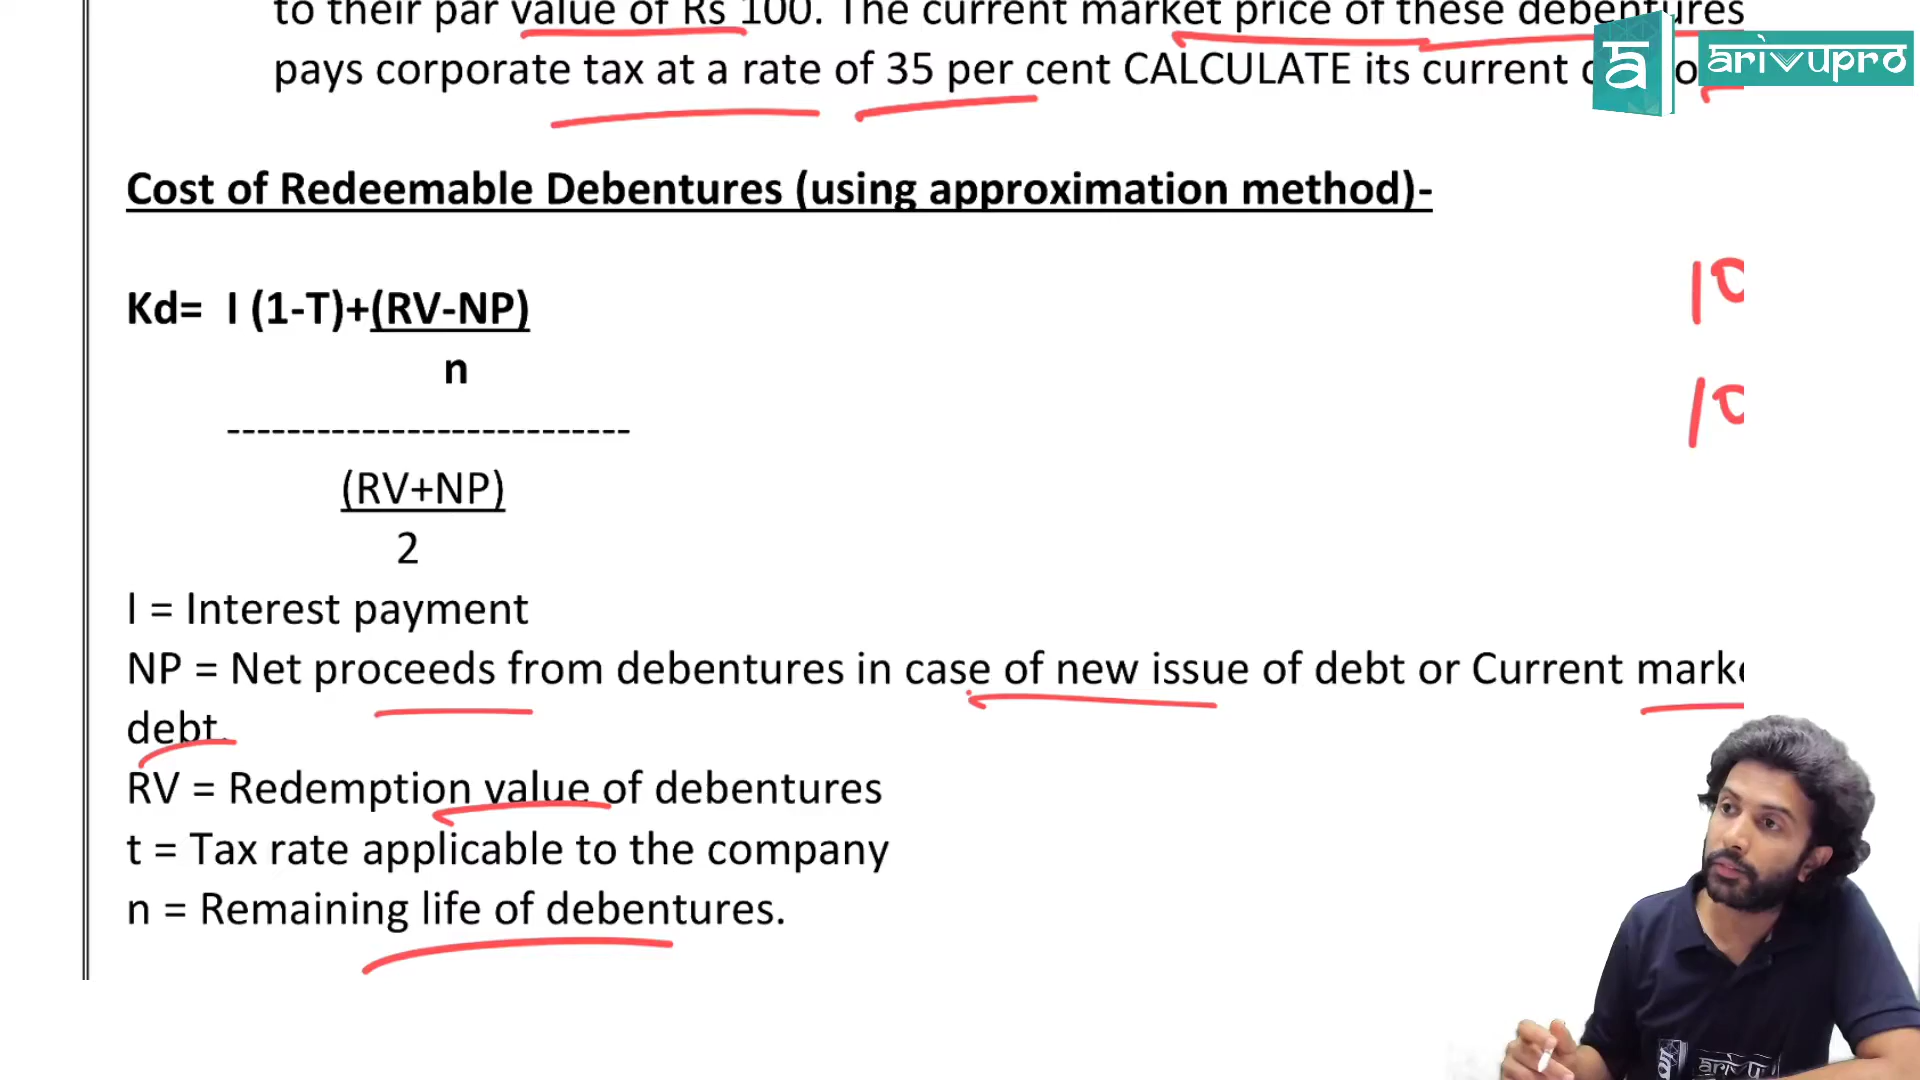 to their par value of Rs 100. The current market price of these debentures
pays corporate tax at a rate of 35 per cent CALCULATE its current
arivupro
Cost of Redeemable Debentures (using approximation method)-
Kd= I (1-T)+(RV-NP)
n
---------------------------
(RV+NP)
2
10
10
I = Interest payment
NP = Net proceeds from debentures in case of new issue of debt or Current
debt.
RV = Redemption value of debentures
t = Tax rate applicable to the company
n = Remaining life of debentures.